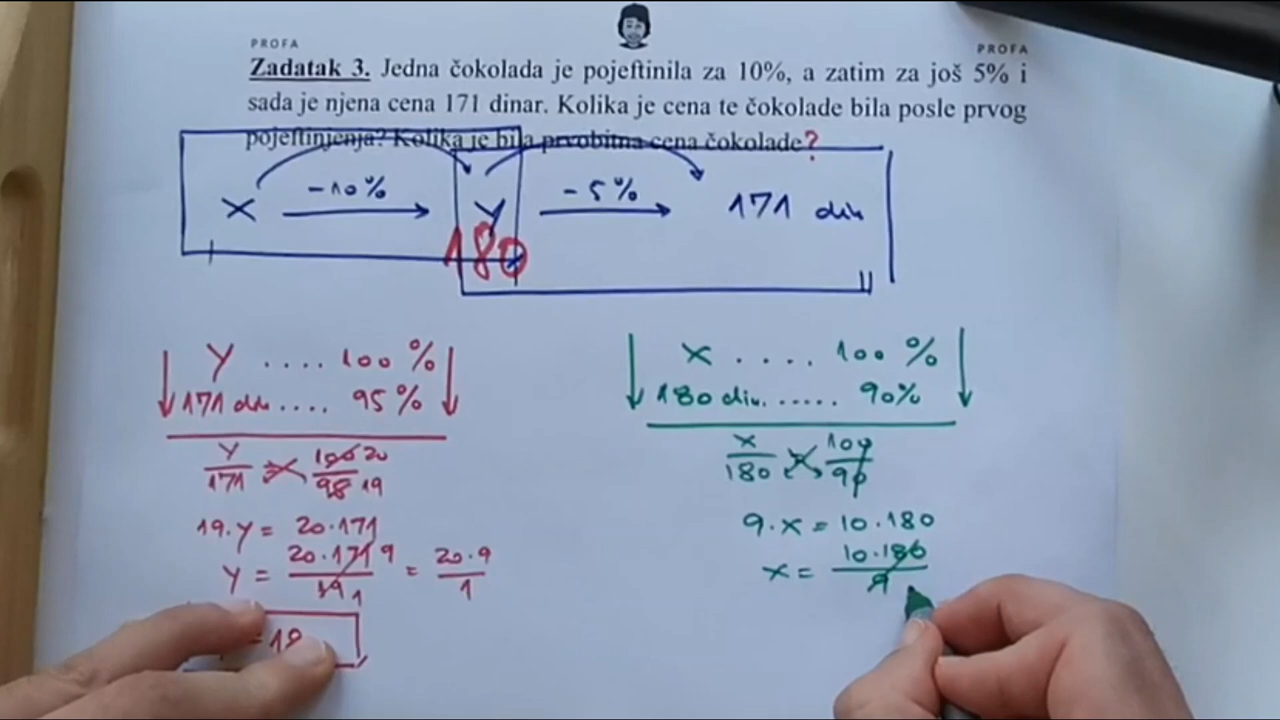 PROFA
PROFA
Zadatak 3. Jedna čokolada je pojeftinila za 10%, a zatim za još 5% i
sada je njena cena 171 dinar. Kolika je cena te čokolade bila posle prvog
pojeftinjenja? Kolika je bila prvobitna cena čokolade?
X -10% Y -5% 171 din
180
I II
Y .... 100 %
171 din .... 95 %
Y/171 100/95 20/19
19·Y = 20·171
Y = 20·171/19 9/1 = 20·9/1
X .... 100 %
180 din. ..... 90%
x/180 100/90
9·x = 10·180
x = 10·180/9